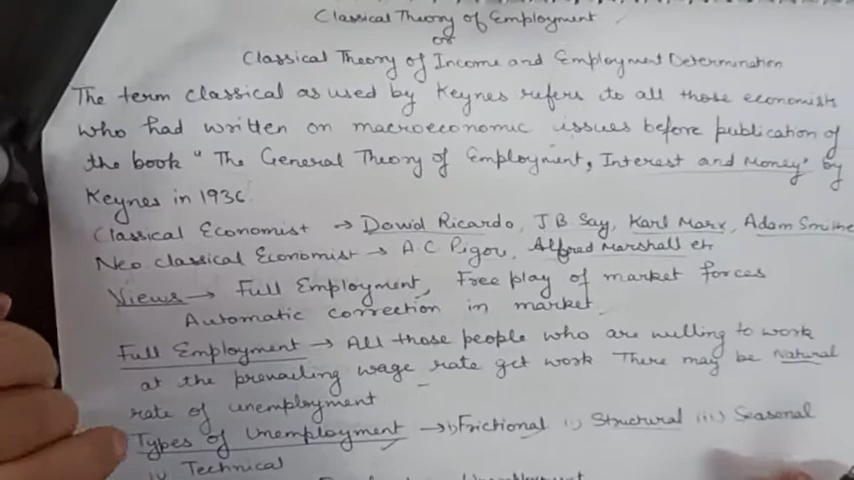 Classical Theory of Employment
or
Classical Theory of Income and Employment Determination
The term classical as used by Keynes refers to all those economists
who had written on macroeconomic issues before publication of
the book "The General Theory of Employment, Interest and Money" by
Keynes in 1936.
Classical Economist → David Ricardo, J B Say, Karl Marx, Adam Smith
Neo classical Economist → A C Pigou, Alfred Marshall etc
Views → Full Employment, Free play of market forces
Automatic correction in market.
Full Employment → All those people who are willing to work
at the prevailing wage rate get work There may be Natural
rate of unemployment
Types of Unemployment → i) Frictional ii) Structural iii) Seasonal
iv Technical
Unemployment